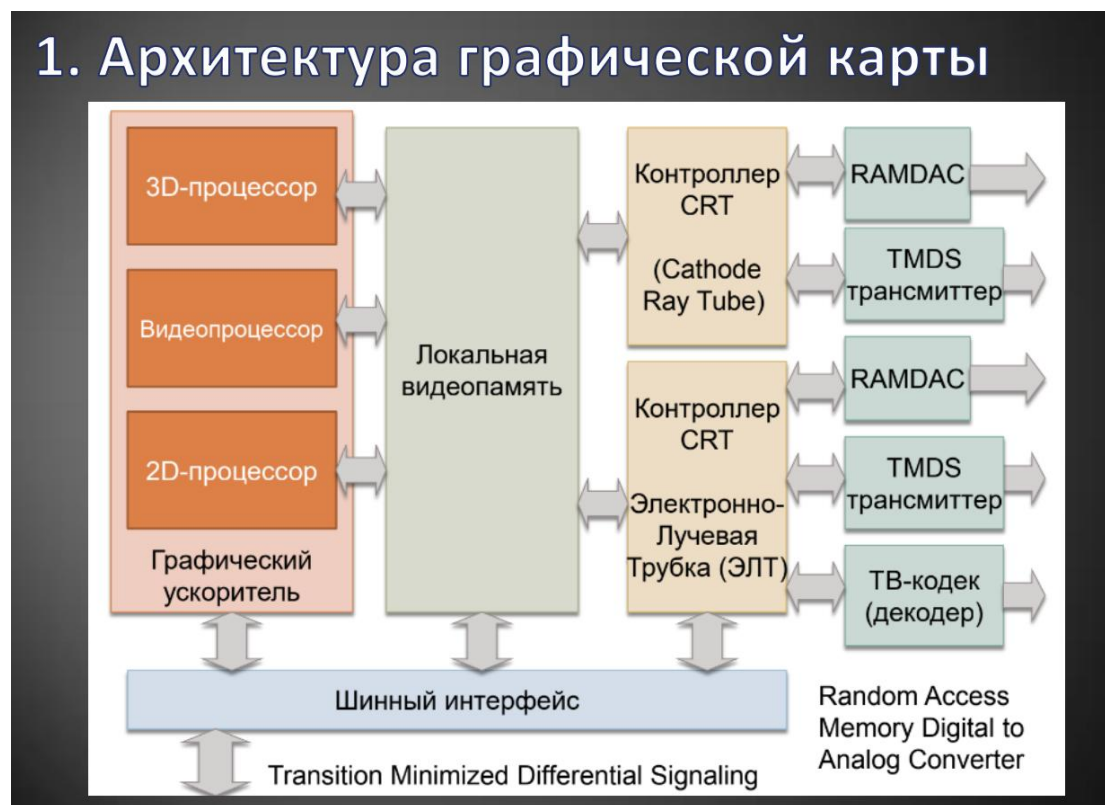 1. Архитектура графической карты
3D-процессор
Видеопроцессор
2D-процессор
Графический
ускоритель
Локальная
видеопамять
Контроллер
CRT
(Cathode
Ray Tube)
Контроллер
CRT
Электронно-
Лучевая
Трубка (ЭЛТ)
RAMDAC
TMDS
трансмиттер
RAMDAC
TMDS
трансмиттер
ТВ-кодек
(декодер)
Шинный интерфейс
Transition Minimized Differential Signaling
Random Access
Memory Digital to
Analog Converter